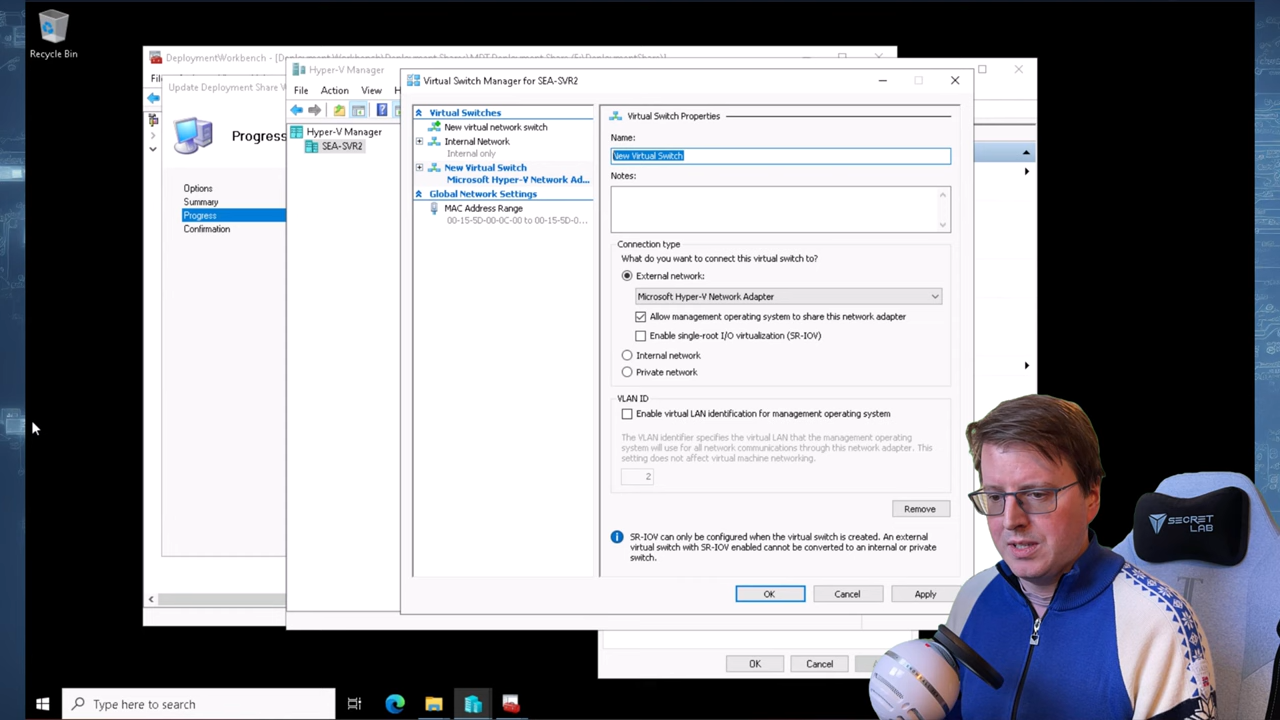 Recycle Bin
DeploymentWorkbench - [DeploymentWorkbench\Deployment Shares\MDT Deployment Share (E:\DeploymentShare)]
Update Deployment Share W
Progress
Options
Summary
Progress
Confirmation
Hyper-V Manager
File
Action
View
Hyper-V Manager
SEA-SVR2
Virtual Switch Manager for SEA-SVR2
Virtual Switches
New virtual network switch
Internal Network
Internal only
New Virtual Switch
Microsoft Hyper-V Network Ad...
Global Network Settings
MAC Address Range
00-15-5D-00-0C-00 to 00-15-5D-0...
Virtual Switch Properties
Name:
New Virtual Switch
Notes:
Connection type
What do you want to connect this virtual switch to?
External network:
Microsoft Hyper-V Network Adapter
Allow management operating system to share this network adapter
Enable single-root I/O virtualization (SR-IOV)
Internal network
Private network
VLAN ID
Enable virtual LAN identification for management operating system
The VLAN identifier specifies the virtual LAN that the management operating
system will use for all network communications through this network adapter. This
setting does not affect virtual machine networking.
2
Remove
SR-IOV can only be configured when the virtual switch is created. An external
virtual switch with SR-IOV enabled cannot be converted to an internal or private
switch.
OK
Cancel
Apply
OK
Cancel
SECRET
LAB
Type here to search